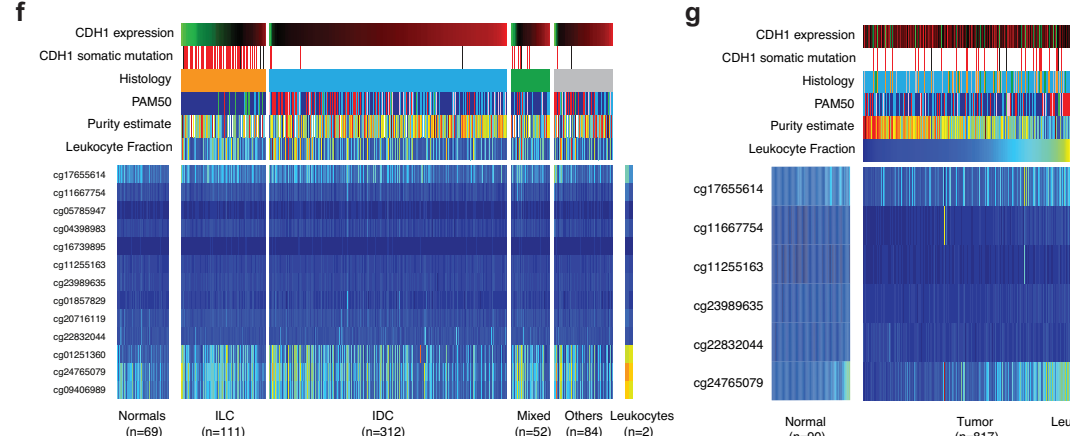 f
CDH1 expression
CDH1 somatic mutation
Histology
PAM50
Purity estimate
Leukocyte Fraction
cg17655614
cg11667754
cg05785947
cg04398983
cg16739895
cg11255163
cg23989635
cg01857829
cg20716119
cg22832044
cg01251360
cg24765079
cg09406989
Normals ILC IDC Mixed Others Leukocytes
(n=69) (n=111) (n=312) (n=52) (n=84) (n=2)
g
CDH1 expression
CDH1 somatic mutation
Histology
PAM50
Purity estimate
Leukocyte Fraction
cg17655614
cg11667754
cg11255163
cg23989635
cg22832044
cg24765079
Normal Tumor Leu